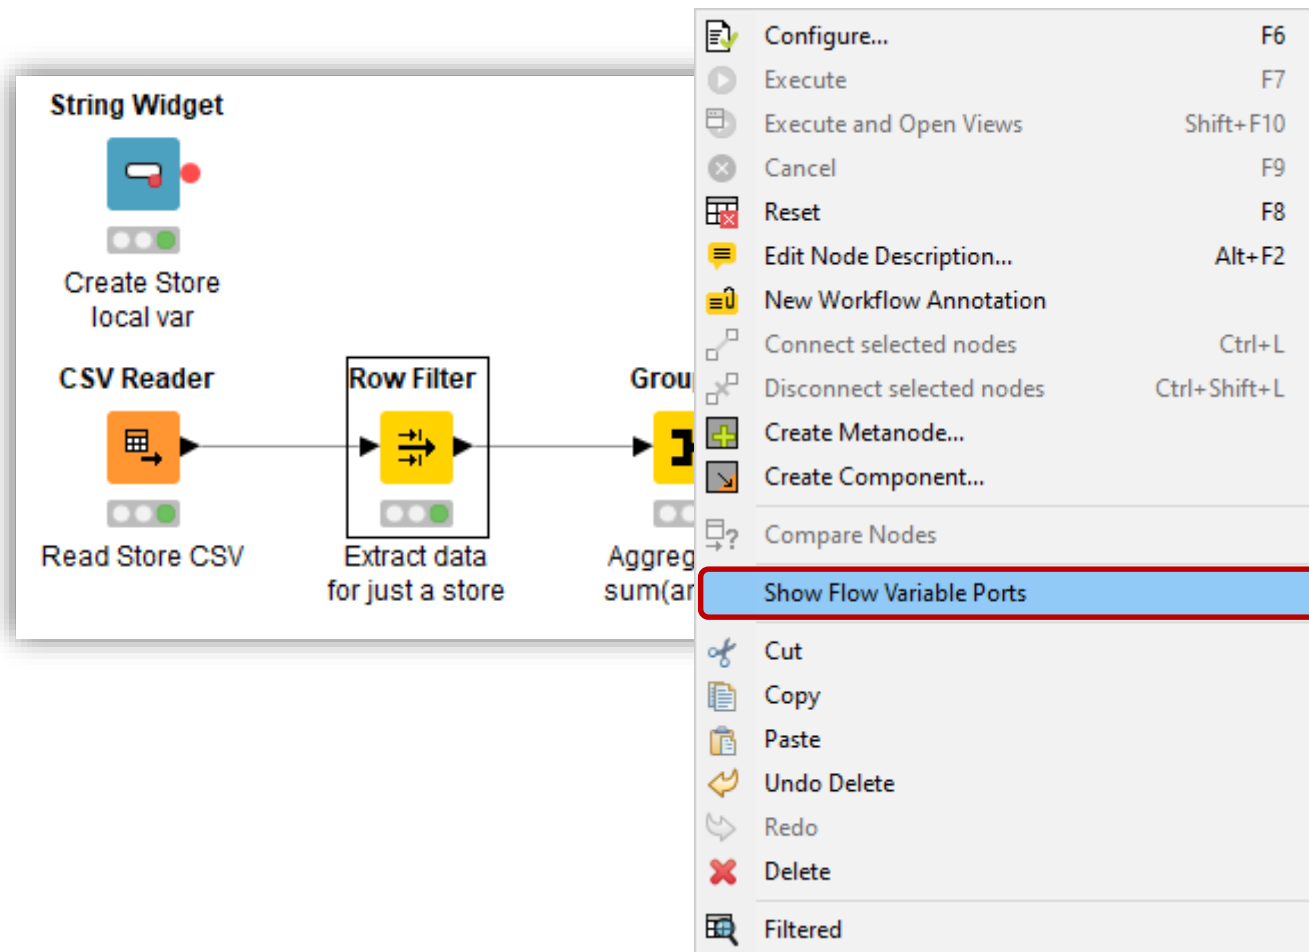 String Widget
Create Store
local var
CSV Reader
Read Store CSV
Row Filter
Extract data
for just a store
Grou
Aggreg
sum(
Configure... F6
Execute F7
Execute and Open Views Shift+F10
Cancel F9
Reset F8
Edit Node Description... Alt+F2
New Workflow Annotation
Connect selected nodes Ctrl+L
Disconnect selected nodes Ctrl+Shift+L
Create Metanode...
Create Component...
Compare Nodes
Show Flow Variable Ports
Cut
Copy
Paste
Undo Delete
Redo
Delete
Filtered